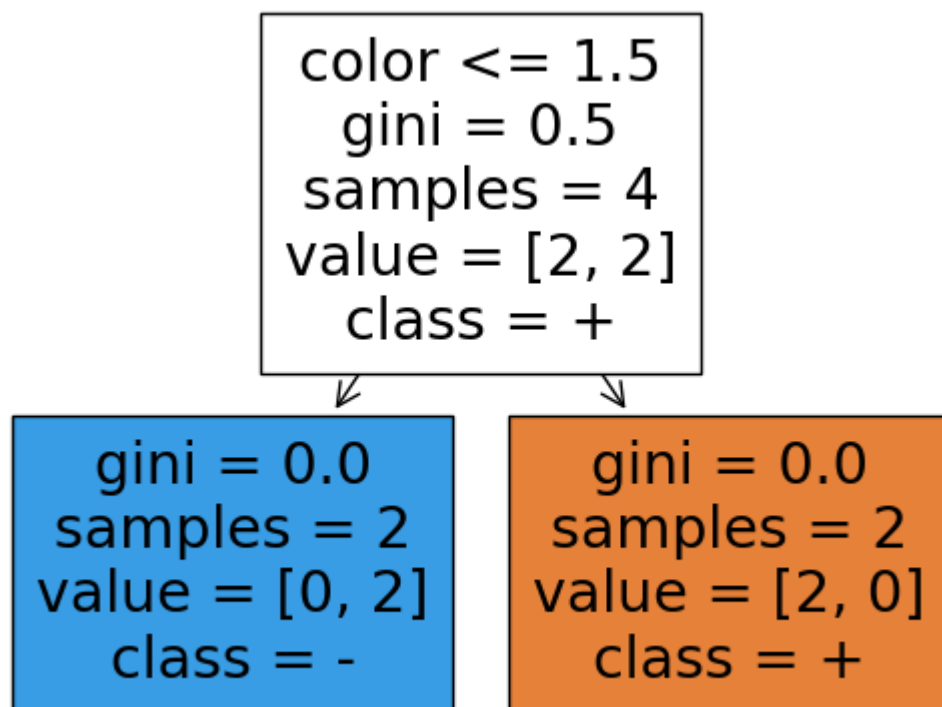 color <= 1.5
gini = 0.5
samples = 4
value = [2, 2]
class = +
gini = 0.0
samples = 2
value = [0, 2]
class = -
gini = 0.0
samples = 2
value = [2, 0]
class = +